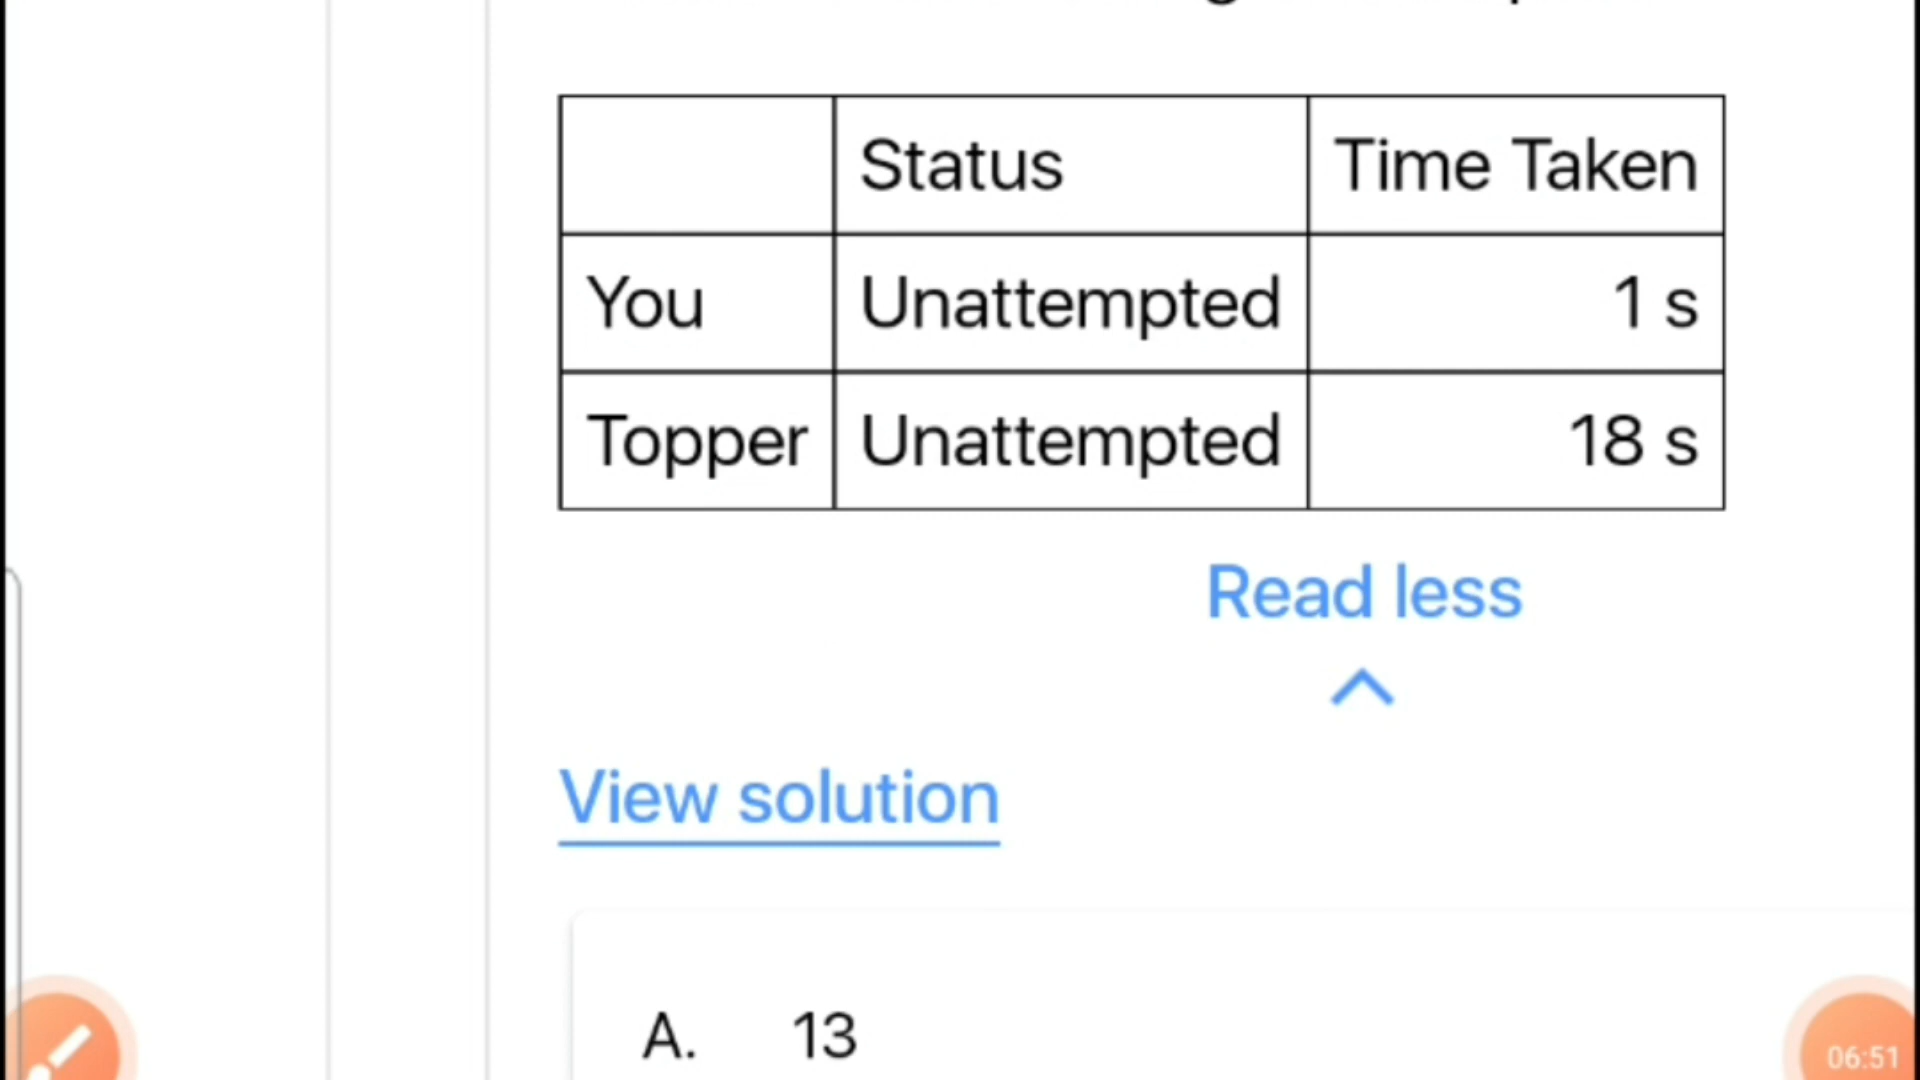 Status Time Taken
You Unattempted 1 s
Topper Unattempted 18 s
Read less
View solution
A. 13
06:51